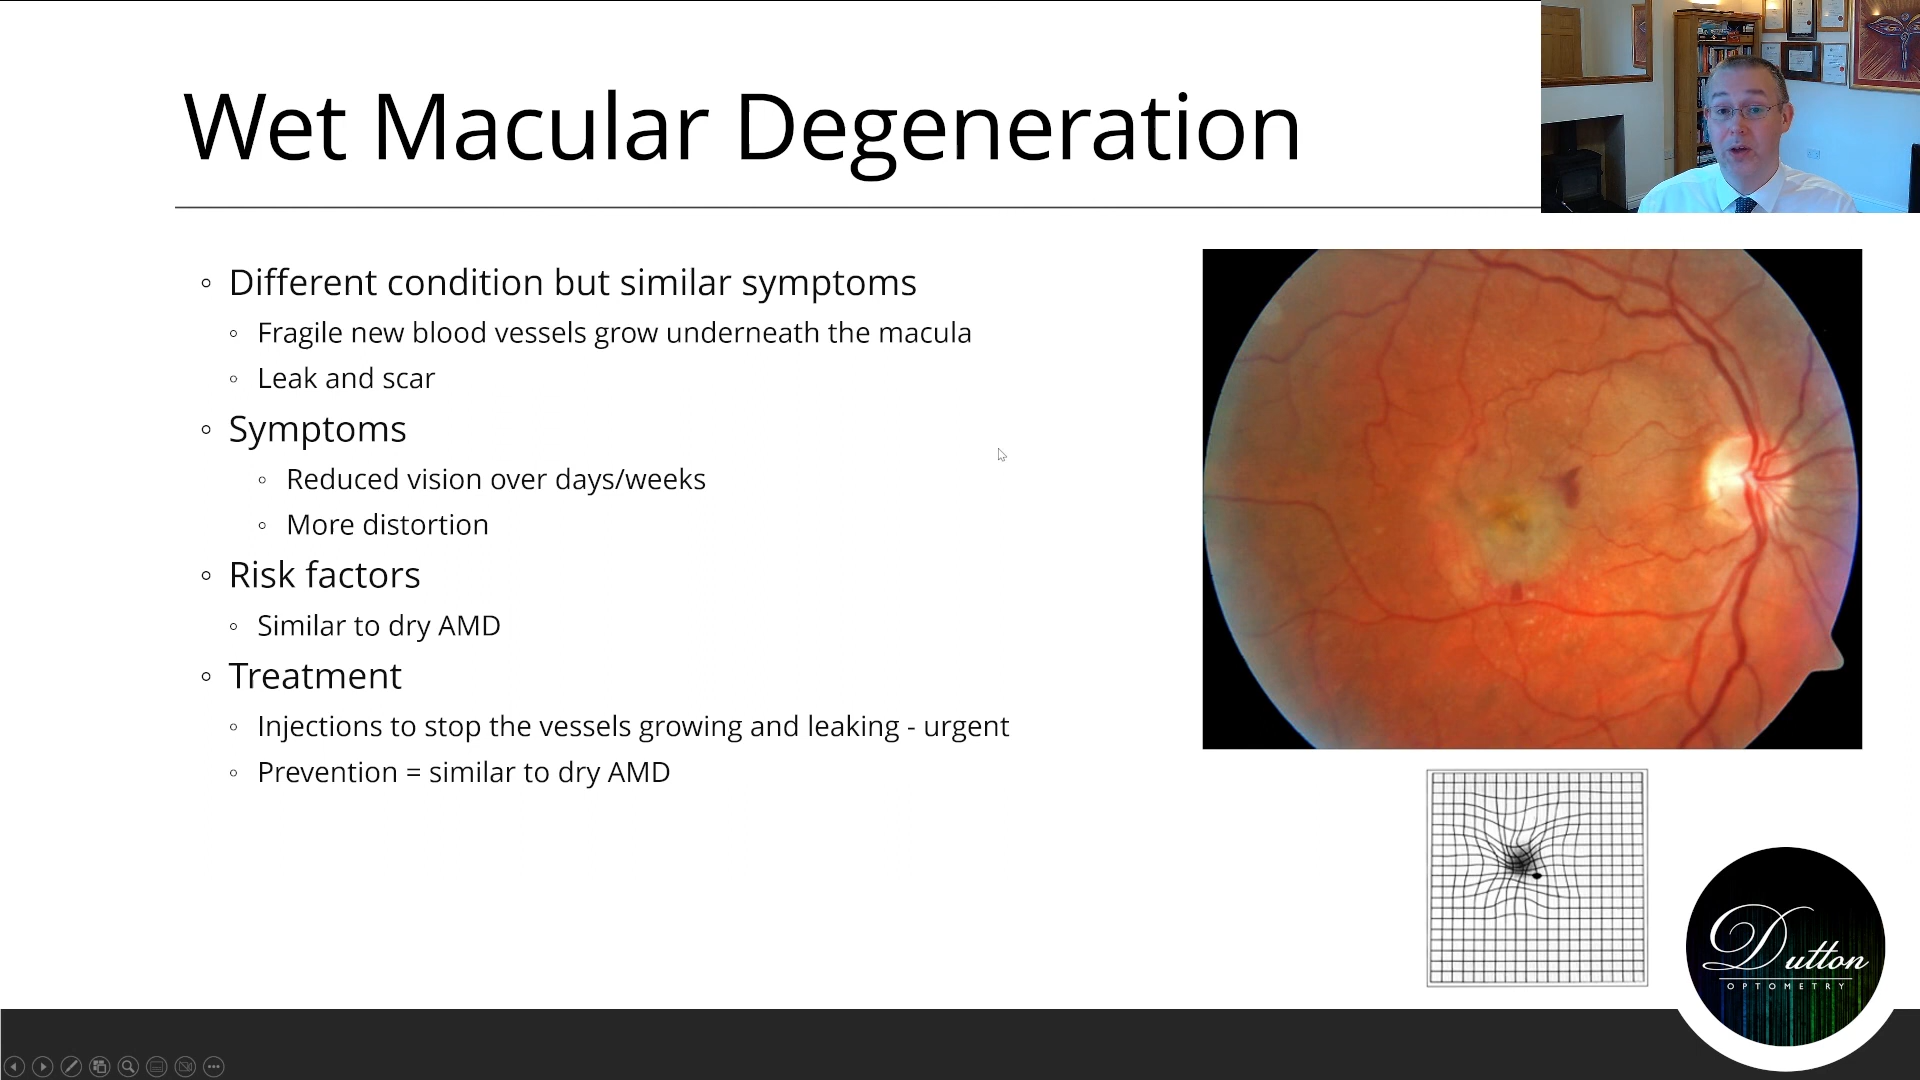 Wet Macular Degeneration
Different condition but similar symptoms
Fragile new blood vessels grow underneath the macula
Leak and scar
Symptoms
Reduced vision over days/weeks
More distortion
Risk factors
Similar to dry AMD
Treatment
Injections to stop the vessels growing and leaking - urgent
Prevention = similar to dry AMD
Dutton
OPTOMETRY